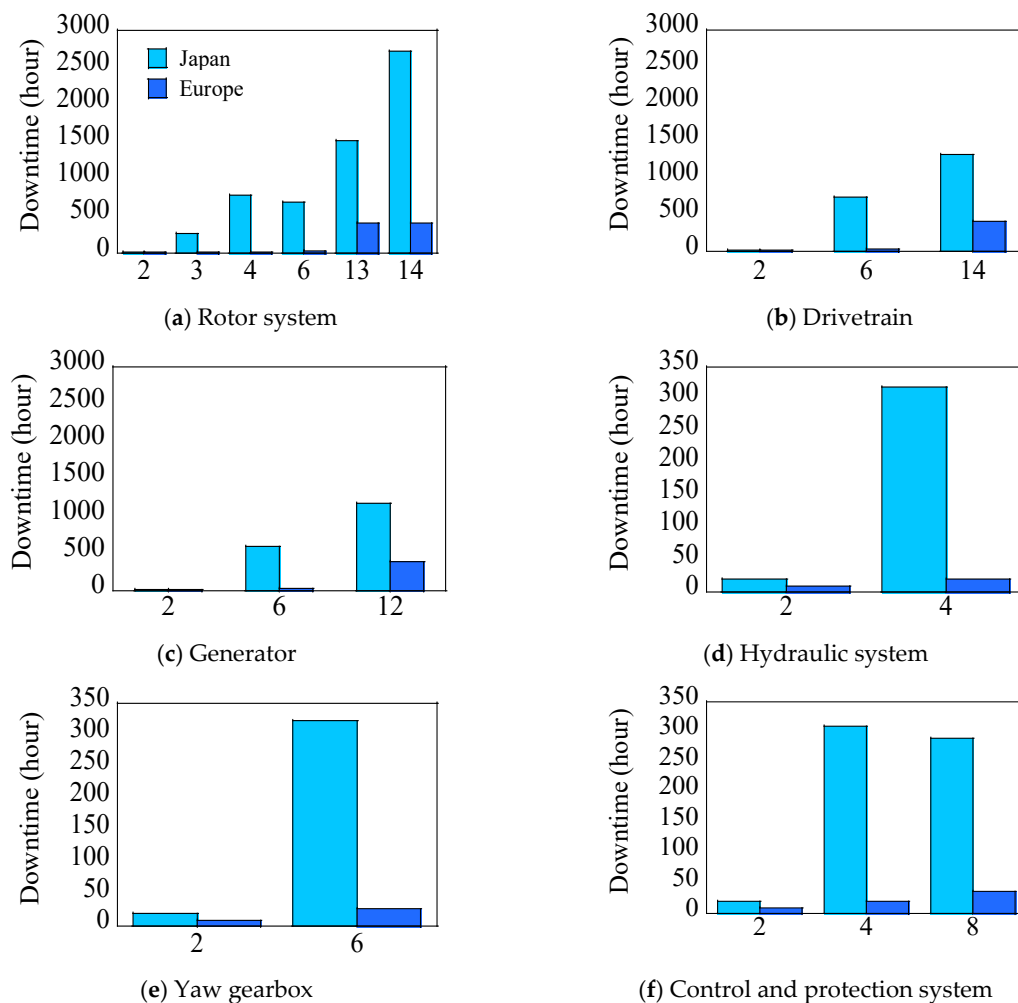 Downtime (hour)
3000
2500
2000
1500
1000
500
0
Japan
Europe
2 3 4 6 13 14
(a) Rotor system
Downtime (hour)
3000
2500
2000
1500
1000
500
0
2 6 14
(b) Drivetrain
Downtime (hour)
3000
2500
2000
1500
1000
500
0
2 6 12
(c) Generator
Downtime (hour)
350
300
250
200
150
100
50
0
2 4
(d) Hydraulic system
Downtime (hour)
350
300
250
200
150
100
50
0
2 6
(e) Yaw gearbox
Downtime (hour)
350
300
250
200
150
100
50
0
2 4 8
(f) Control and protection system